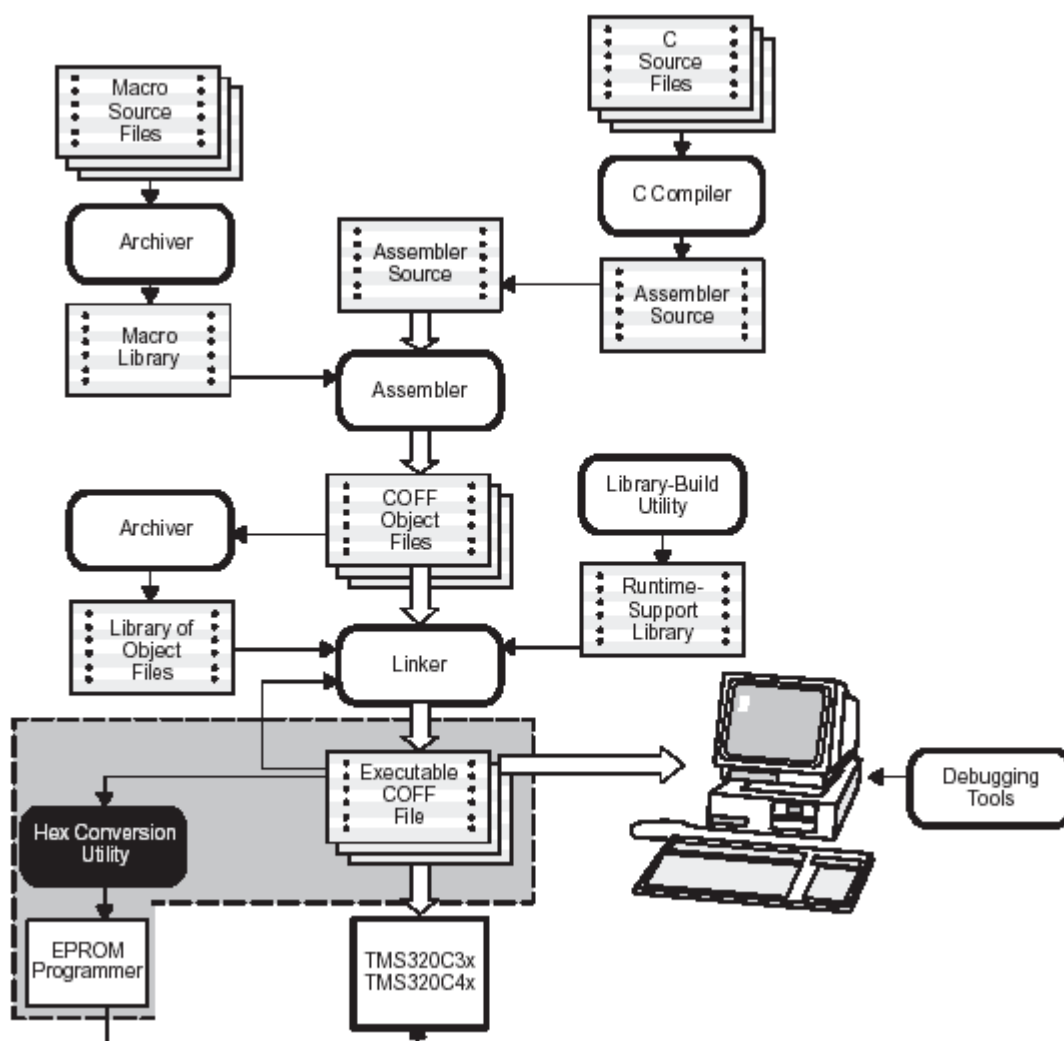 C
Source
Files
Macro
Source
Files
C Compiler
Archiver
Assembler
Source
Assembler
Source
Macro
Library
Assembler
COFF
Object
Files
Library-Build
Utility
Archiver
Runtime-
Support
Library
Library of
Object
Files
Linker
Executable
COFF
File
Debugging
Tools
Hex Conversion
Utility
EPROM
Programmer
TMS320C3x
TMS320C4x